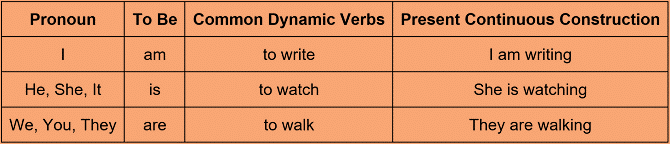 Pronoun To Be Common Dynamic Verbs Present Continuous Construction
I am to write I am writing
He, She, It is to watch She is watching
We, You, They are to walk They are walking